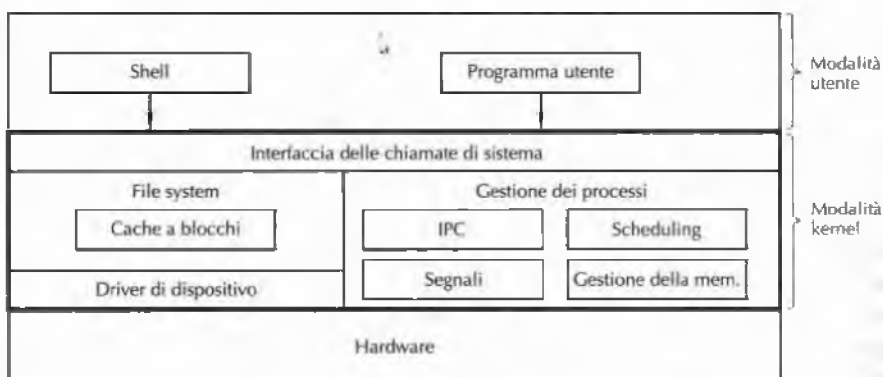 Shell
Programma utente
Modalità
utente
Interfaccia delle chiamate di sistema
File system
Gestione dei processi
Cache a blocchi
IPC
Scheduling
Modalità
kernel
Driver di dispositivo
Segnali
Gestione della mem.
Hardware